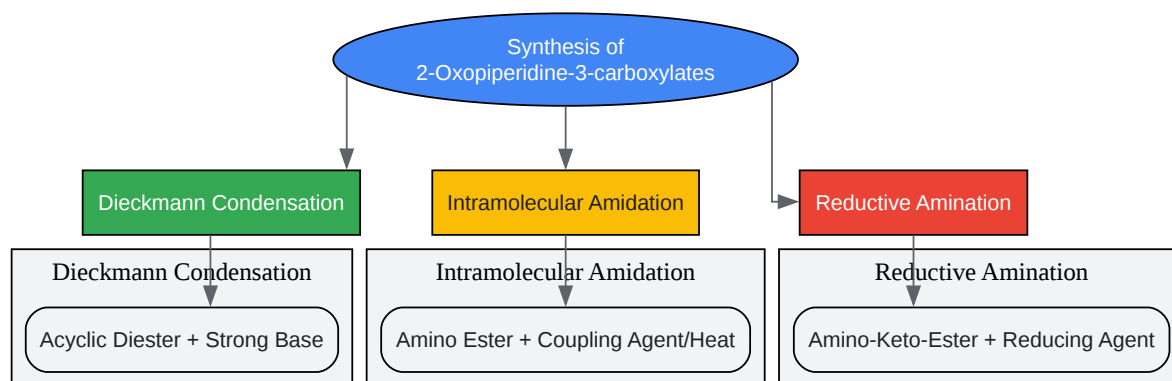 Synthesis of
2-Oxopiperidine-3-carboxylates
Dieckmann Condensation
Intramolecular Amidation
Reductive Amination
Dieckmann Condensation
Intramolecular Amidation
Reductive Amination
Acyclic Diester + Strong Base
Amino Ester + Coupling Agent/Heat
Amino-Keto-Ester + Reducing Agent